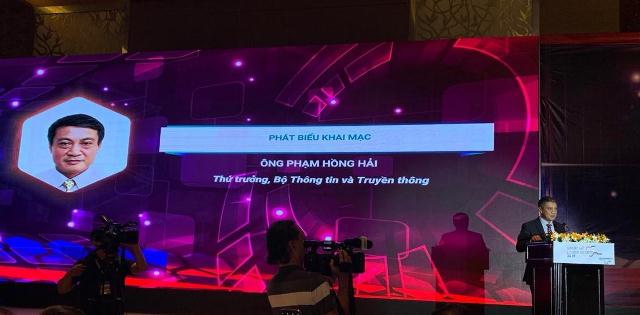 PHÁT BIỂU KHAI MẠC
ÔNG PHẠM HỒNG HẢI
Thứ trưởng, Bộ Thông tin và Truyền thông